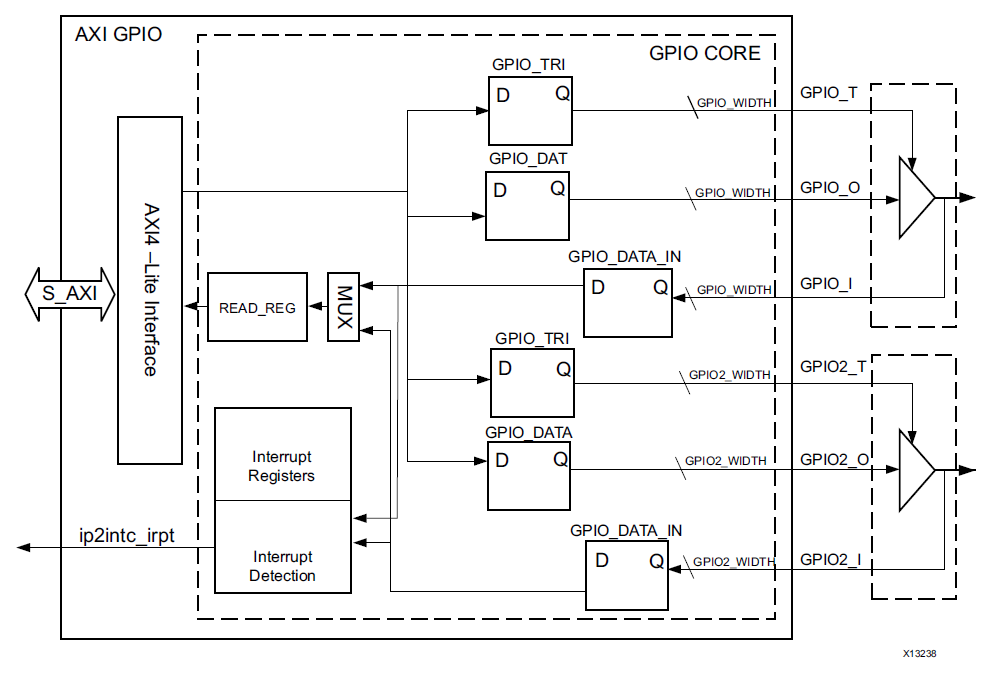 AXI GPIO
GPIO CORE
GPIO_TRI
D Q
GPIO_WIDTH
GPIO_T
GPIO_DAT
D Q
GPIO_WIDTH
GPIO_O
AXI4 –Lite Interface
S_AXI
READ_REG
MUX
GPIO_DATA_IN
D Q
GPIO_WIDTH
GPIO_I
GPIO_TRI
D Q
GPIO2_WIDTH
GPIO2_T
GPIO_DATA
D Q
GPIO2_WIDTH
GPIO2_O
Interrupt
Registers
Interrupt
Detection
ip2intc_irpt
GPIO_DATA_IN
D Q
GPIO2_WIDTH
GPIO2_I
X13238